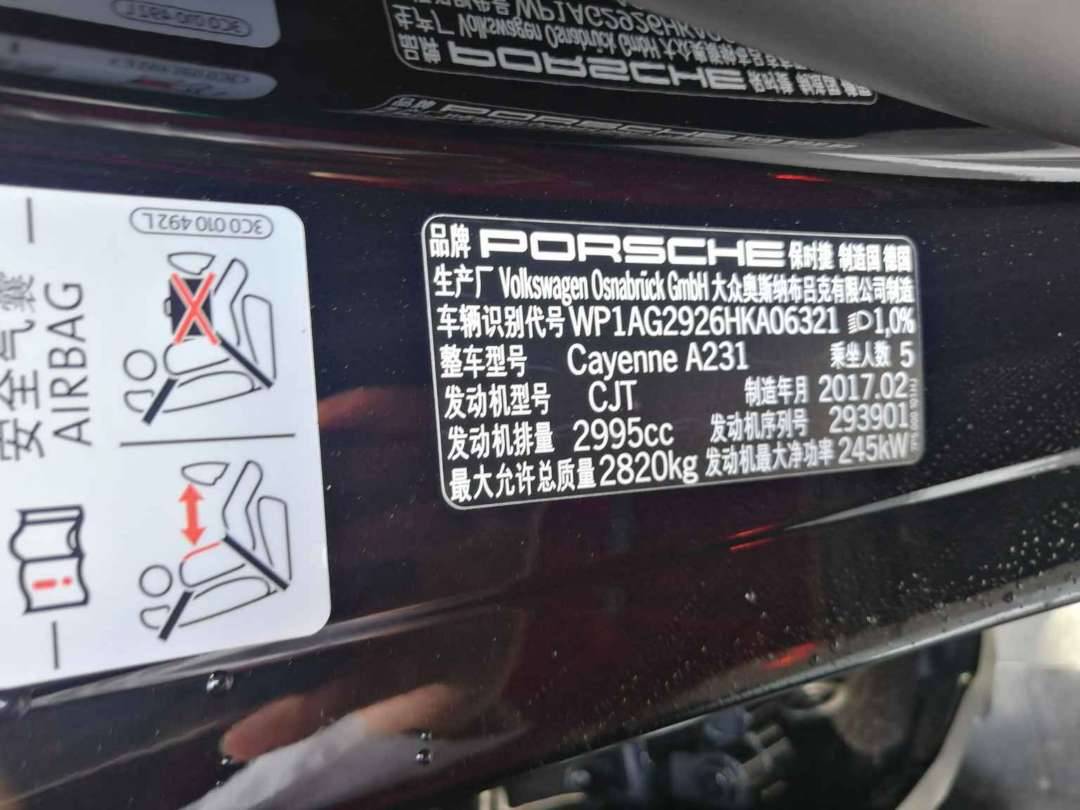 3C0 010 492 L
安全气囊
AIRBAG
品牌 PORSCHE 保时捷 制造国 德国
生产厂 Volkswagen Osnabrück GmbH 大众奥斯纳布吕克有限公司制造
车辆识别代号 WP1AG2926HKA06321 1,0%
整车型号 Cayenne A231 乘坐人数 5
发动机型号 CJT 制造年月 2017.02
发动机排量 2995cc 发动机序列号 293901
最大允许总质量 2820kg 发动机最大净功率 245kW